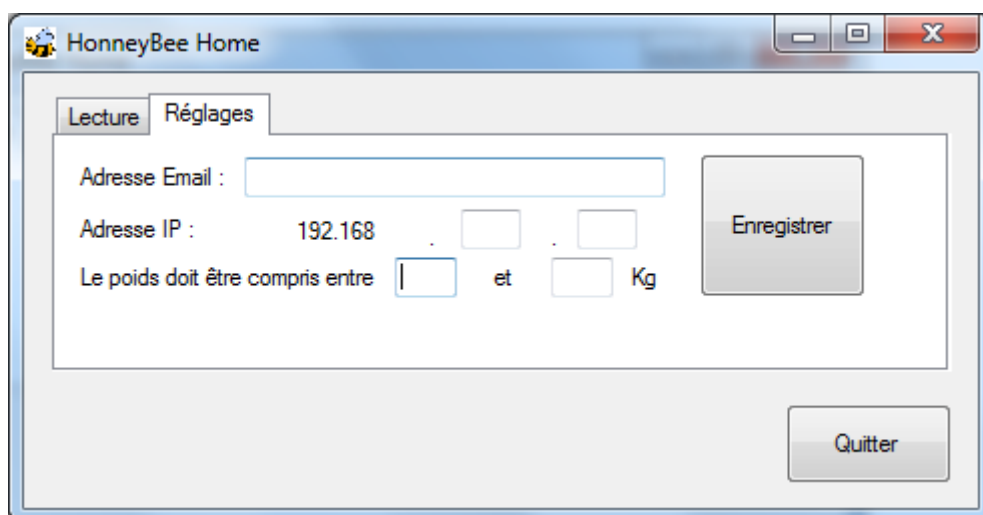 HonneyBee Home
Lecture Réglages
Adresse Email :
Adresse IP : 192.168 . .
Enregistrer
Le poids doit être compris entre et Kg
Quitter